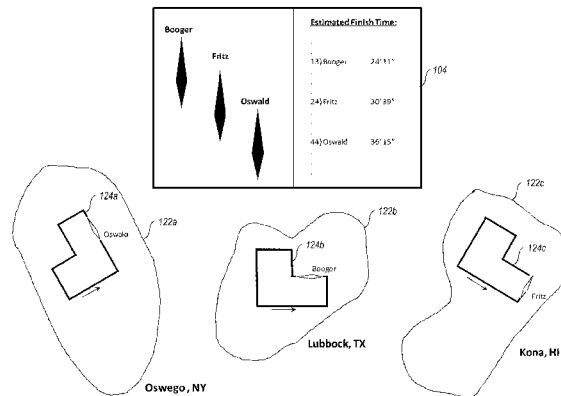 Booger
Fritz
Oswald
Estimated Finish Time:
13) Booger 24'
24) Fritz 30' 39"
44) Oswald 36' 15"
104
122a
124a
Oswald
Oswego, NY
122b
124b
Booger
Lubbock, TX
122c
124c
Fritz
Kona, HI